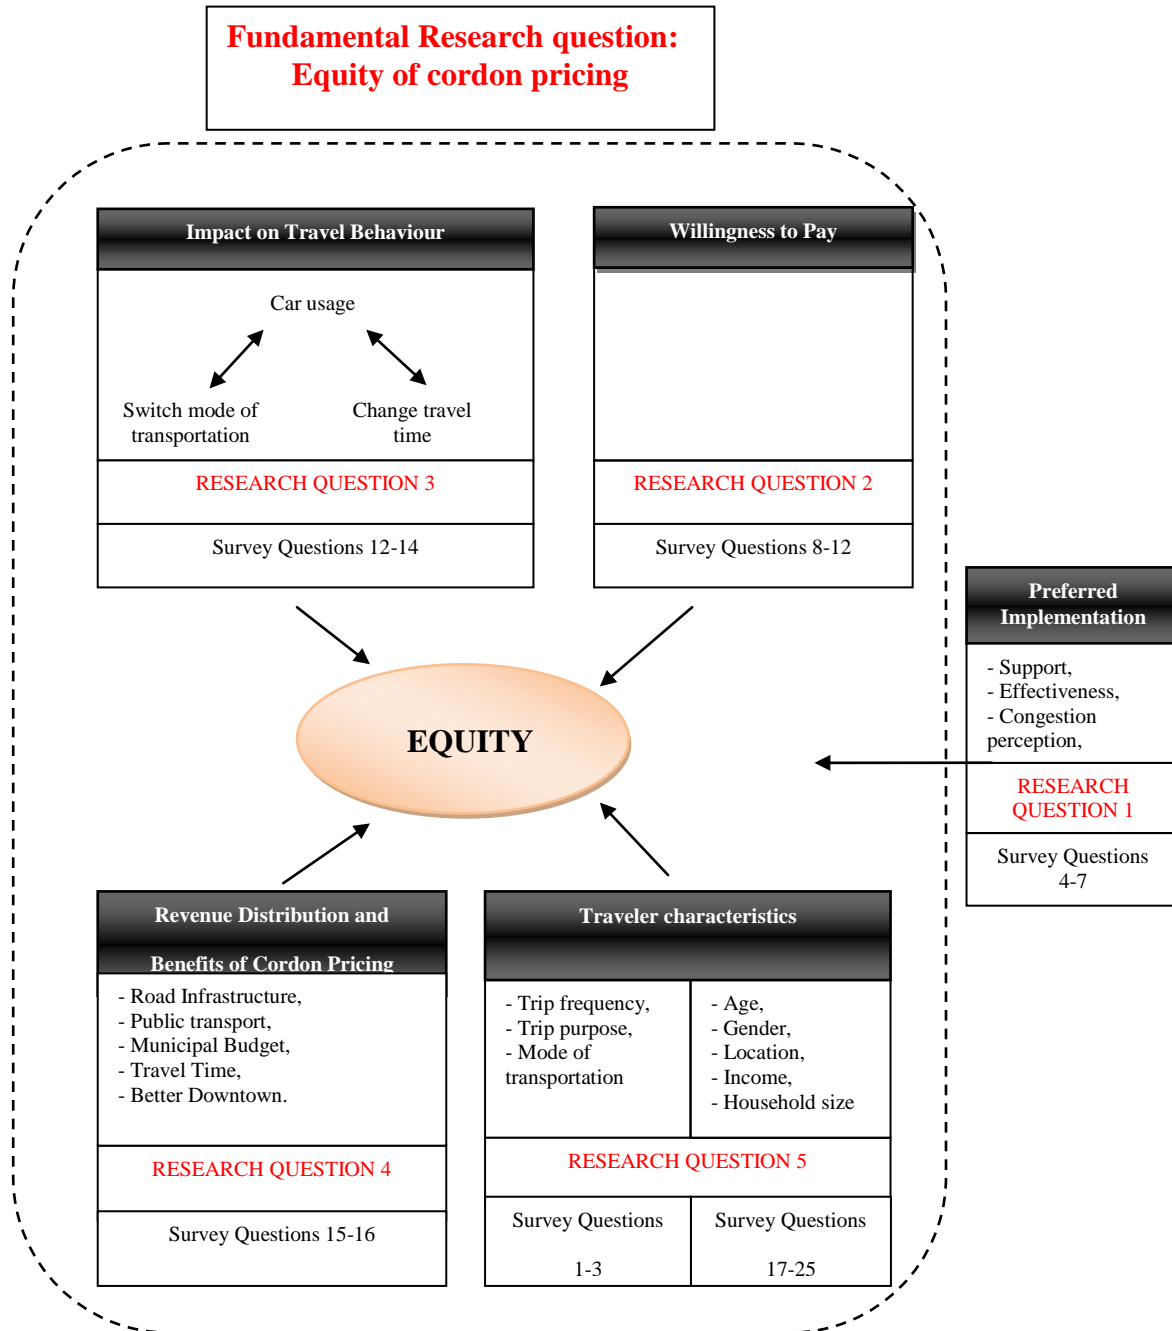 Fundamental Research question:
Equity of cordon pricing
Impact on Travel Behaviour
Car usage
Switch mode of
transportation
Change travel
time
RESEARCH QUESTION 3
Survey Questions 12-14
Willingness to Pay
RESEARCH QUESTION 2
Survey Questions 8-12
Preferred
Implementation
- Support,
- Effectiveness,
- Congestion
perception,
RESEARCH
QUESTION 1
Survey Questions
4-7
EQUITY
Revenue Distribution and
Benefits of Cordon Pricing
- Road Infrastructure,
- Public transport,
- Municipal Budget,
- Travel Time,
- Better Downtown.
RESEARCH QUESTION 4
Survey Questions 15-16
Traveler characteristics
- Trip frequency,
- Trip purpose,
- Mode of
transportation
- Age,
- Gender,
- Location,
- Income,
- Household size
RESEARCH QUESTION 5
Survey Questions
1-3
Survey Questions
17-25